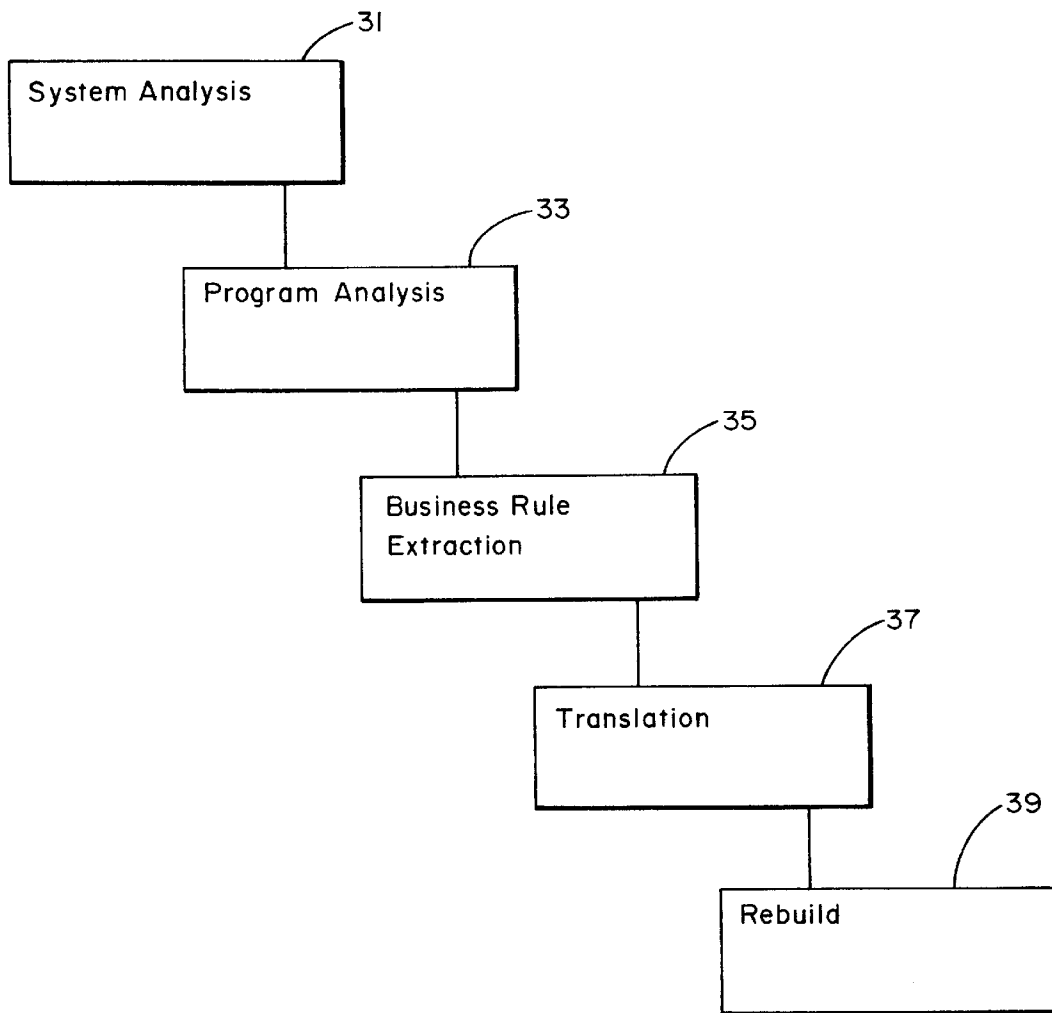 31
System Analysis
33
Program Analysis
35
Business Rule
Extraction
37
Translation
39
Rebuild